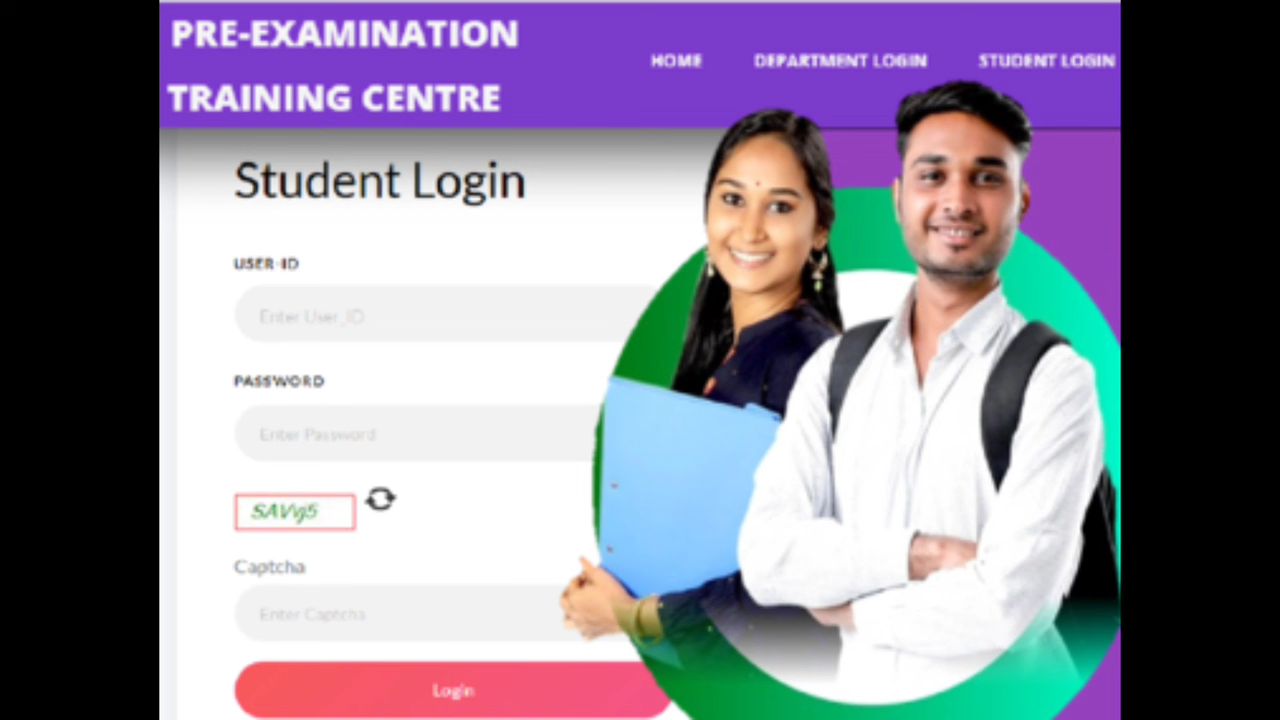 PRE-EXAMINATION
TRAINING CENTRE
HOME DEPARTMENT LOGIN STUDENT LOGIN
Student Login
USER-ID
Enter User_ID
PASSWORD
Enter Password
SAVg5
Captcha
Enter Captcha
Login